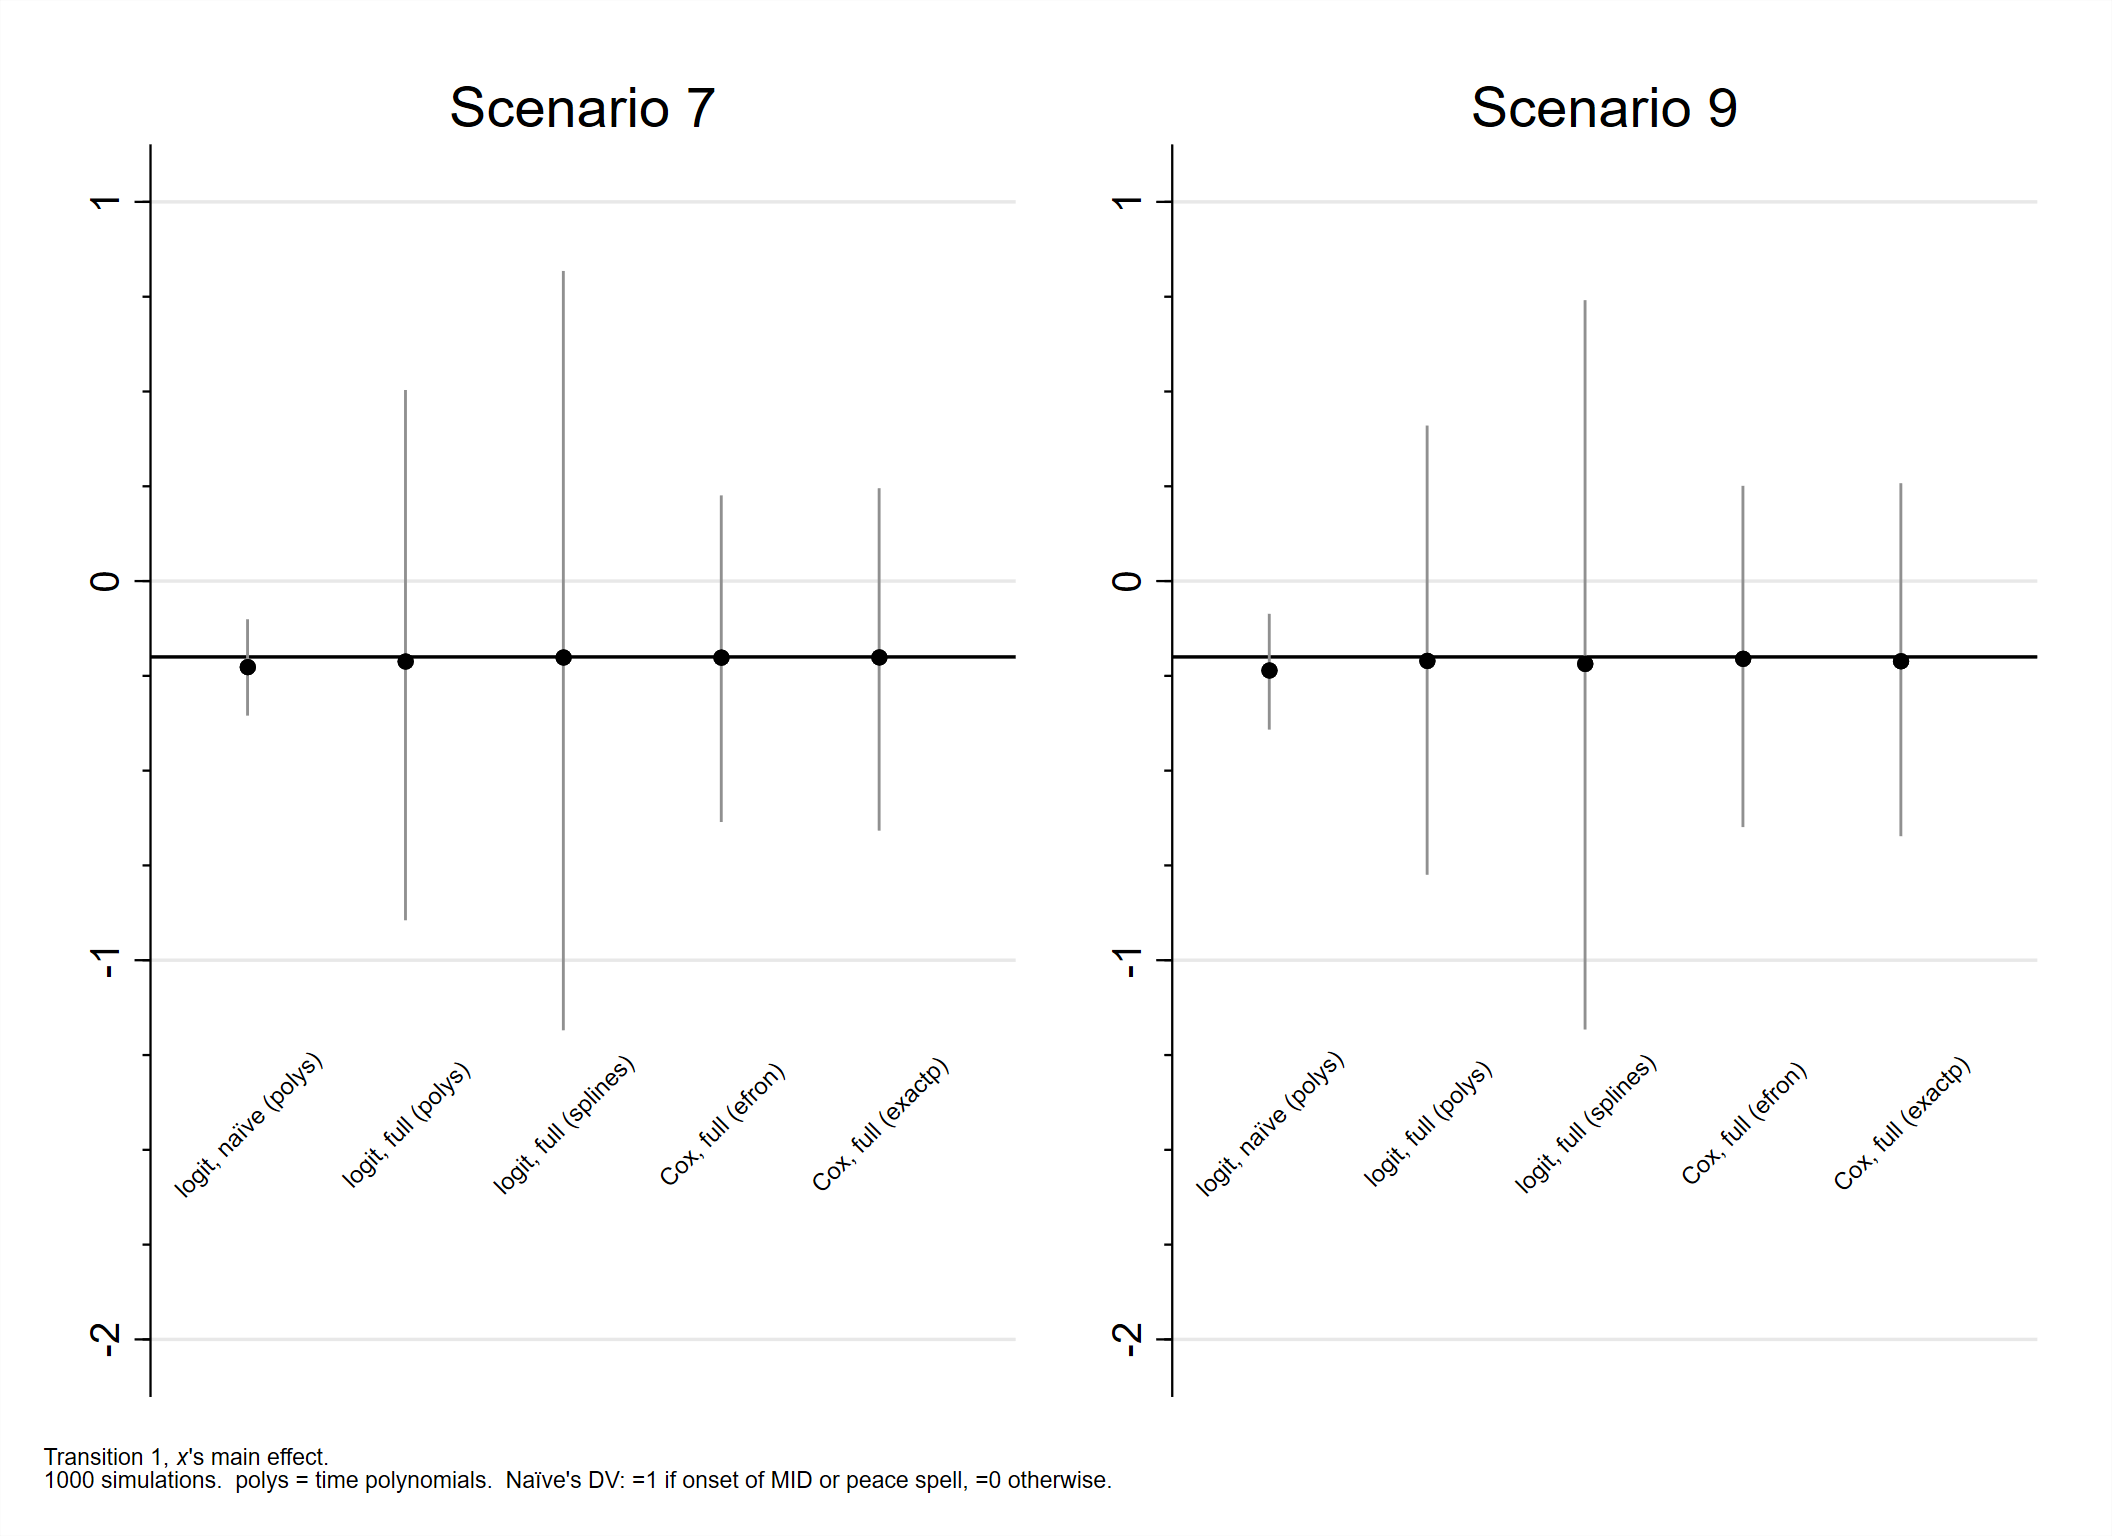 Scenario 7
1
0
-1
-2
logit, naïve (polys)
logit, full (polys)
logit, full (splines)
Cox, full (efron)
Cox, full (exactp)
Scenario 9
1
0
-1
-2
logit, naïve (polys)
logit, full (polys)
logit, full (splines)
Cox, full (efron)
Cox, full (exactp)
Transition 1, x's main effect.
1000 simulations.  polys = time polynomials.  Naïve's DV: =1 if onset of MID or peace spell, =0 otherwise.